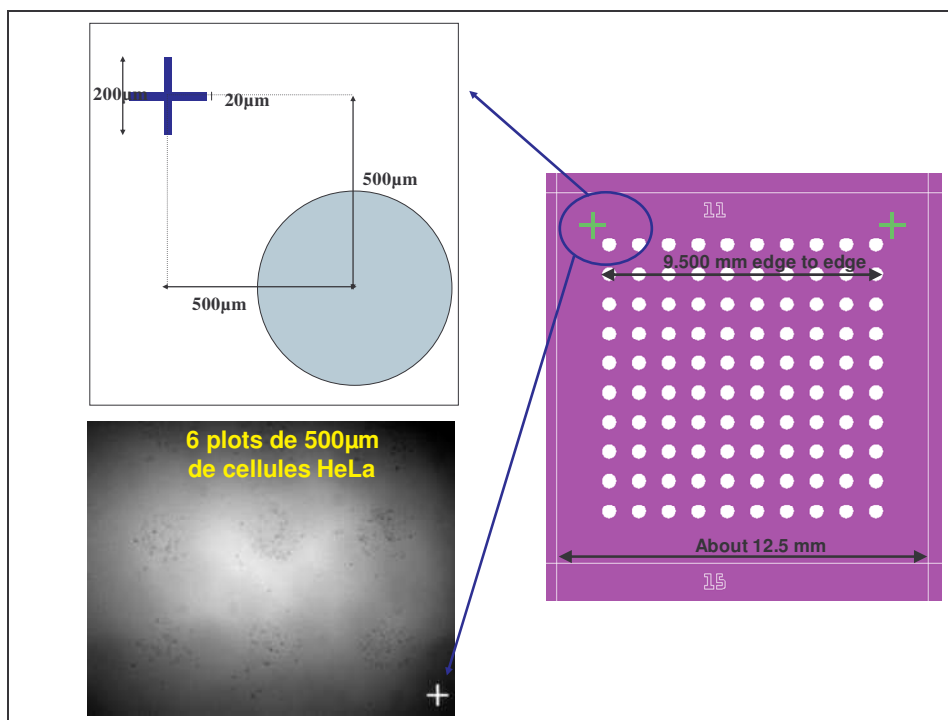 200µm
20µm
500µm
500µm
6 plots de 500µm
de cellules HeLa
11
9.500 mm edge to edge
About 12.5 mm
15